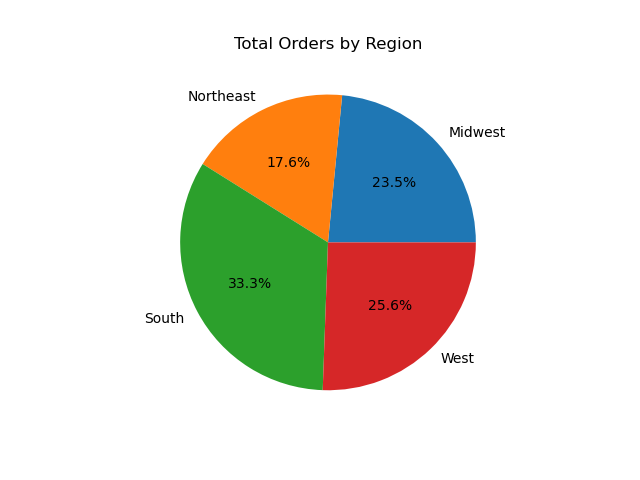 Total Orders by Region
Northeast
Midwest
17.6%
23.5%
33.3%
25.6%
South
West